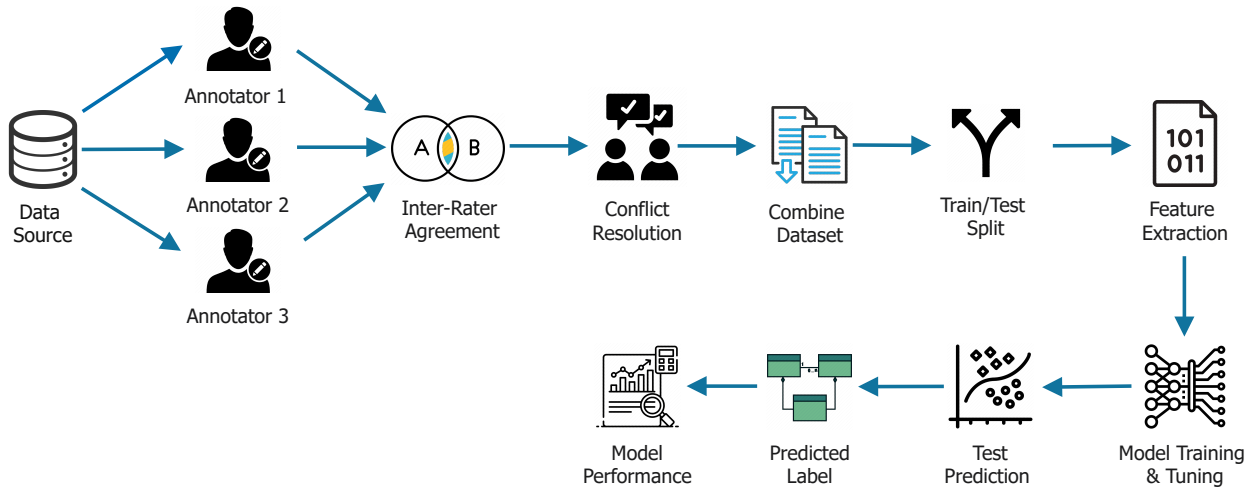 Annotator 1
Data
Source
Annotator 2
Annotator 3
A B
Inter-Rater
Agreement
Conflict
Resolution
Combine
Dataset
Train/Test
Split
101
011
Feature
Extraction
Model
Performance
Predicted
Label
Test
Prediction
Model Training
& Tuning